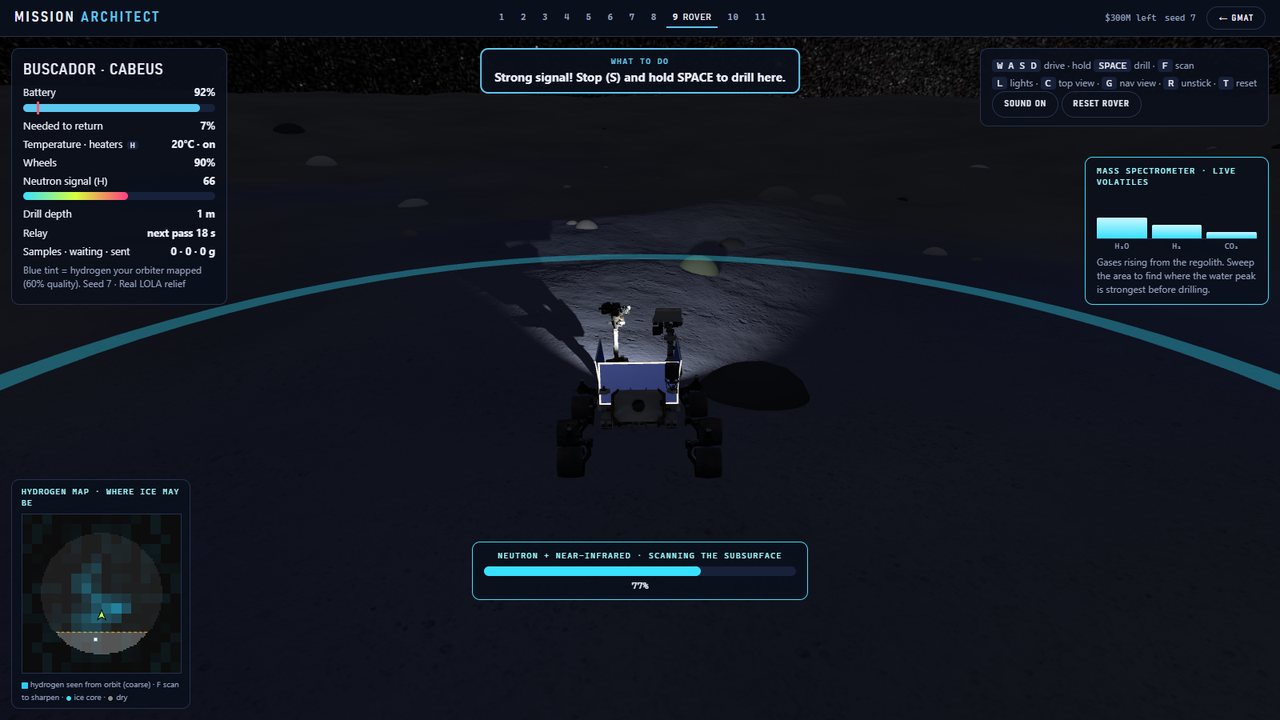 MISSION ARCHITECT
1 2 3 4 5 6 7 8 9 ROVER 10 11
$300M left seed 7 ← GMAT
BUSCADOR · CABEUS
Battery 92%
Needed to return 7%
Temperature · heaters H 20°C · on
Wheels 90%
Neutron signal (H) 66
Drill depth 1 m
Relay next pass 18 s
Samples · waiting · sent 0 · 0 · 0 g
Blue tint = hydrogen your orbiter mapped
(60% quality). Seed 7 · Real LOLA relief
WHAT TO DO
Strong signal! Stop (S) and hold SPACE to drill here.
W A S D drive · hold SPACE drill · F scan
L lights · C top view · G nav view · R unstick · T reset
SOUND ON RESET ROVER
MASS SPECTROMETER · LIVE
VOLATILES
H₂O H₂ CO₂
Gases rising from the regolith. Sweep
the area to find where the water peak
is strongest before drilling.
HYDROGEN MAP · WHERE ICE MAY
BE
hydrogen seen from orbit (coarse) · F scan
to sharpen · ice core · dry
NEUTRON + NEAR-INFRARED · SCANNING THE SUBSURFACE
77%